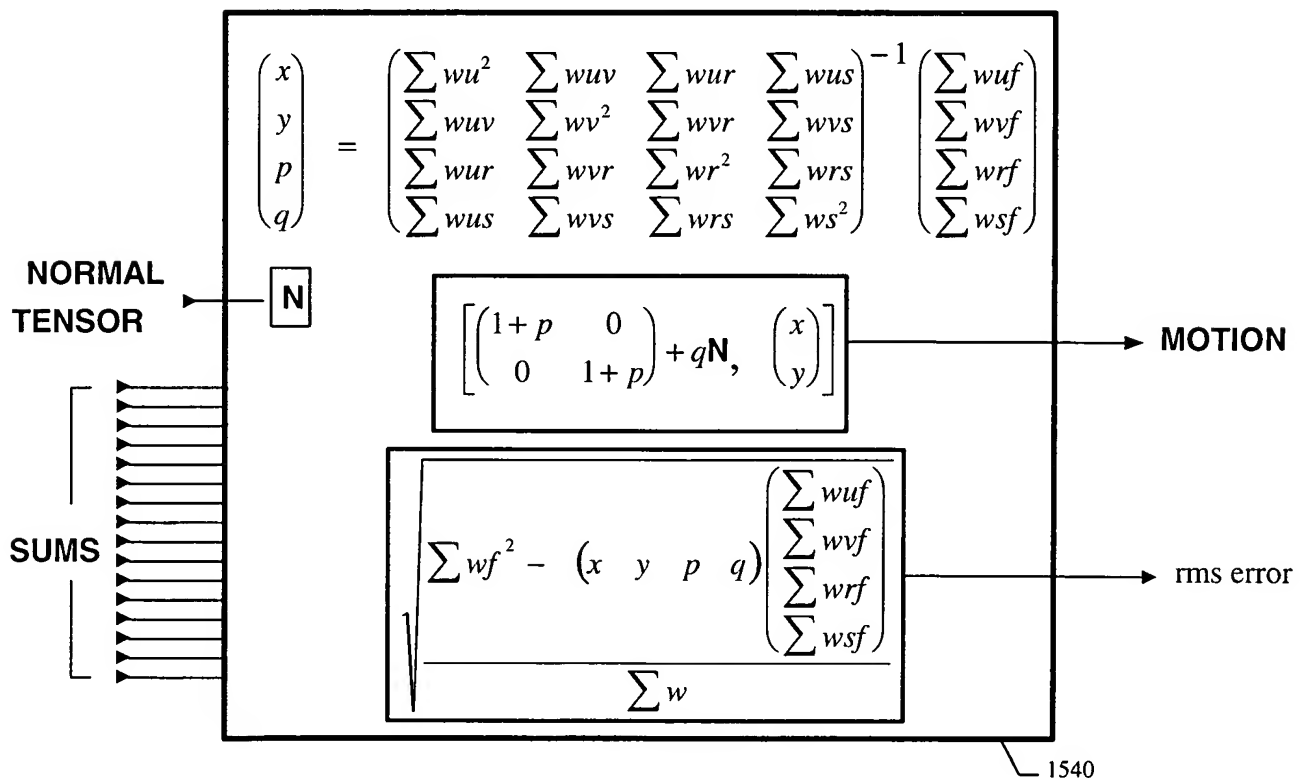 x = ∑wu² ∑wuv ∑wur ∑wus −1 ∑wuf
y ∑wuv ∑wv² ∑wvr ∑wvs ∑wvf
p ∑wur ∑wvr ∑wr² ∑wrs ∑wrf
q ∑wus ∑wvs ∑wrs ∑ws² ∑wsf
NORMAL
TENSOR
N
[(1 + p 0
0 1 + p) + qN, (x
y)]
MOTION
SUMS
√ ∑wf² − (x y p q) (∑wuf
∑wvf
∑wrf
∑wsf)
∑w
rms error
1540